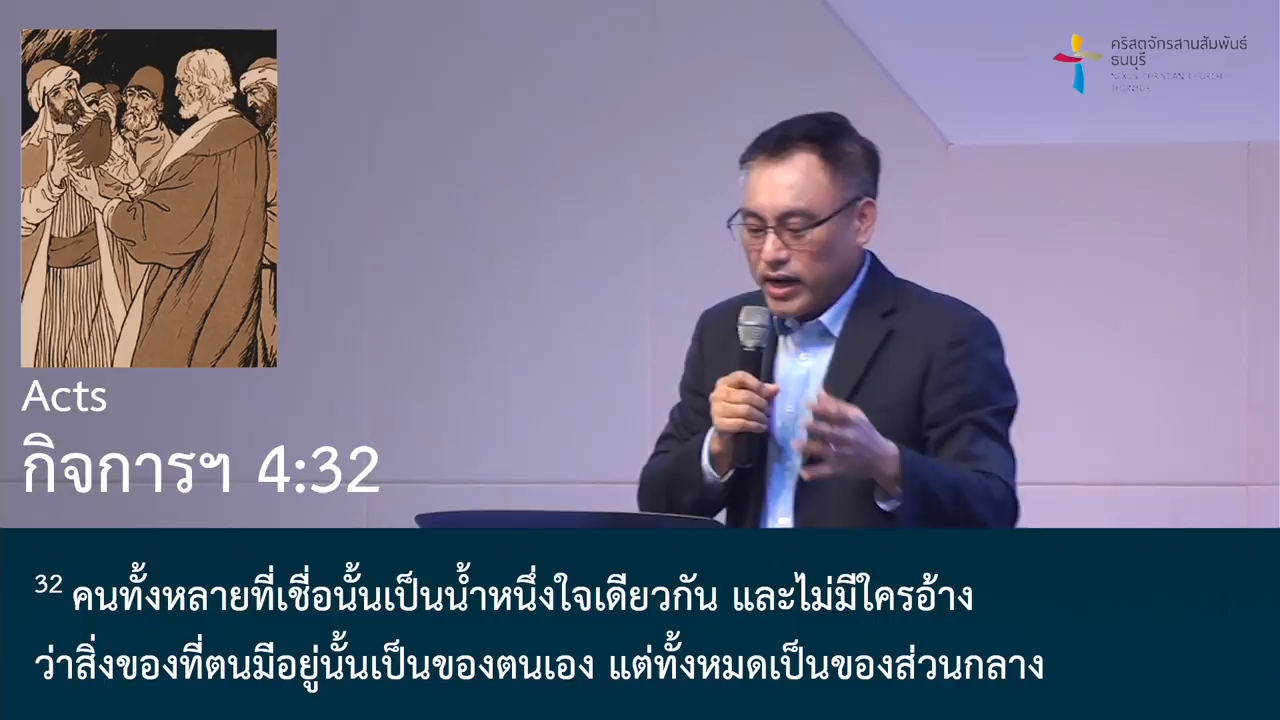 คริสตจักรสานสัมพันธ์
ธนบุรี
NEXUS CHRISTIAN CHURCH
THONBURI
Acts
กิจการฯ 4:32
32 คนทั้งหลายที่เชื่อนั้นเป็นน้ำหนึ่งใจเดียวกัน และไม่มีใครอ้าง
ว่าสิ่งของที่ตนมีอยู่นั้นเป็นของตนเอง แต่ทั้งหมดเป็นของส่วนกลาง